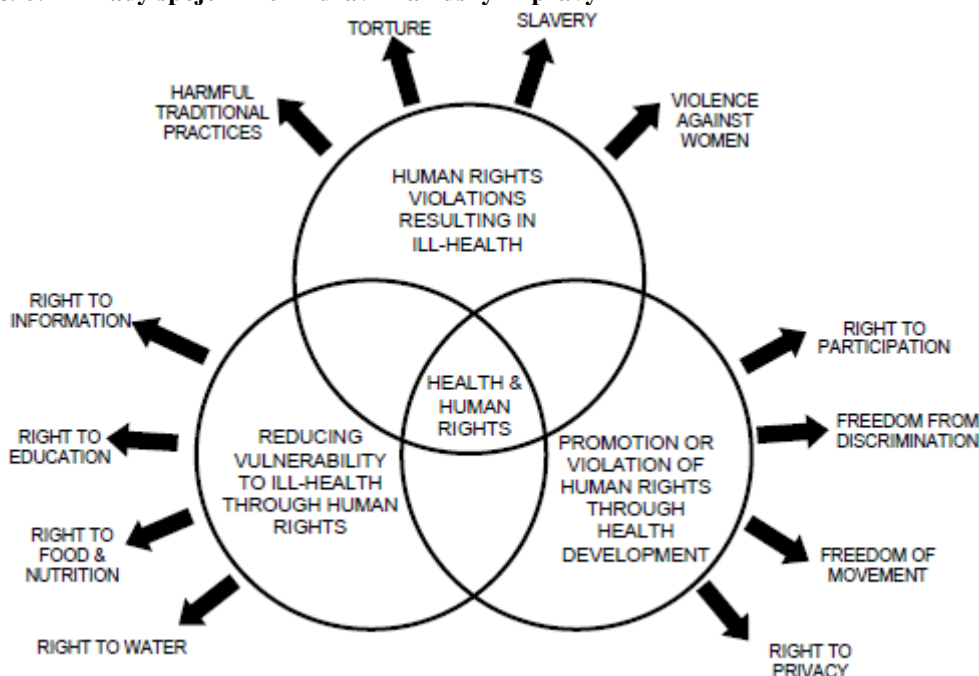 TORTURE
SLAVERY
HARMFUL
TRADITIONAL
PRACTICES
VIOLENCE
AGAINST
WOMEN
HUMAN RIGHTS
VIOLATIONS
RESULTING IN
ILL-HEALTH
RIGHT TO
INFORMATION
RIGHT TO
PARTICIPATION
HEALTH &
HUMAN
RIGHTS
RIGHT TO
EDUCATION
REDUCING
VULNERABILITY
TO ILL-HEALTH
THROUGH HUMAN
RIGHTS
PROMOTION OR
VIOLATION OF
HUMAN RIGHTS
THROUGH
HEALTH
DEVELOPMENT
FREEDOM FROM
DISCRIMINATION
RIGHT TO
FOOD &
NUTRITION
FREEDOM OF
MOVEMENT
RIGHT TO WATER
RIGHT TO
PRIVACY